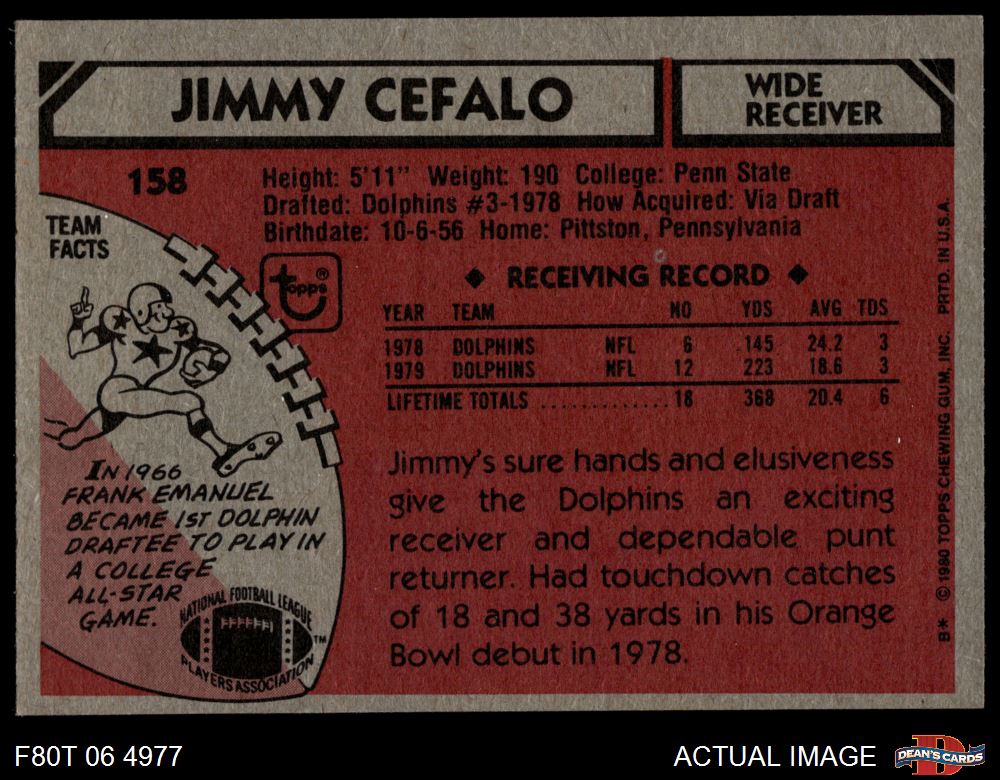 JIMMY CEFALO
WIDE
RECEIVER
158
Height: 5'11" Weight: 190 College: Penn State
Drafted: Dolphins #3-1978 How Acquired: Via Draft
Birthdate: 10-6-56 Home: Pittston, Pennsylvania
TEAM
FACTS
topps®
◆ RECEIVING RECORD ◆
YEAR TEAM NO YDS AVG TDS
1978 DOLPHINS NFL 6 145 24.2 3
1979 DOLPHINS NFL 12 223 18.6 3
LIFETIME TOTALS ............. 18 368 20.4 6
Jimmy's sure hands and elusiveness
give the Dolphins an exciting
receiver and dependable punt
returner. Had touchdown catches
of 18 and 38 yards in his Orange
Bowl debut in 1978.
IN 1966
FRANK EMANUEL
BECAME 1ST DOLPHIN
DRAFTEE TO PLAY IN
A COLLEGE
ALL-STAR
GAME.
NATIONAL FOOTBALL LEAGUE
PLAYERS ASSOCIATION
TM
B* © 1980 TOPPS CHEWING GUM, INC. PRTD. IN U.S.A.
F80T 06 4977
ACTUAL IMAGE
D
DEAN'S CARDS